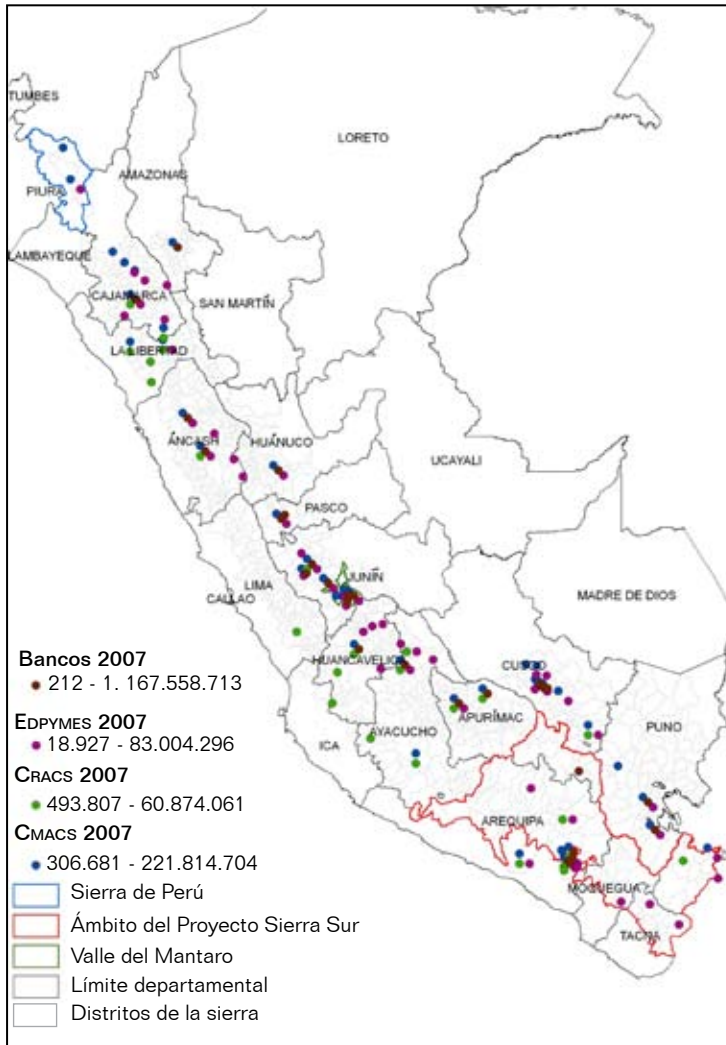 TUMBES
LORETO
AMAZONAS
PIURA
LAMBAYEQUE
CAJAMARCA
SAN MARTÍN
LA LIBERTAD
ÁNCASH
HUÁNUCO
UCAYALI
PASCO
JUNÍN
LIMA
CALLAO
MADRE DE DIOS
HUANCAVELICA
CUSCO
APURÍMAC
PUNO
AYACUCHO
ICA
AREQUIPA
MOQUEGUA
TACNA
Bancos 2007
212 - 1. 167.558.713
EDPYMES 2007
18.927 - 83.004.296
CRACS 2007
493.807 - 60.874.061
CMACS 2007
306.681 - 221.814.704
Sierra de Perú
Ámbito del Proyecto Sierra Sur
Valle del Mantaro
Límite departamental
Distritos de la sierra